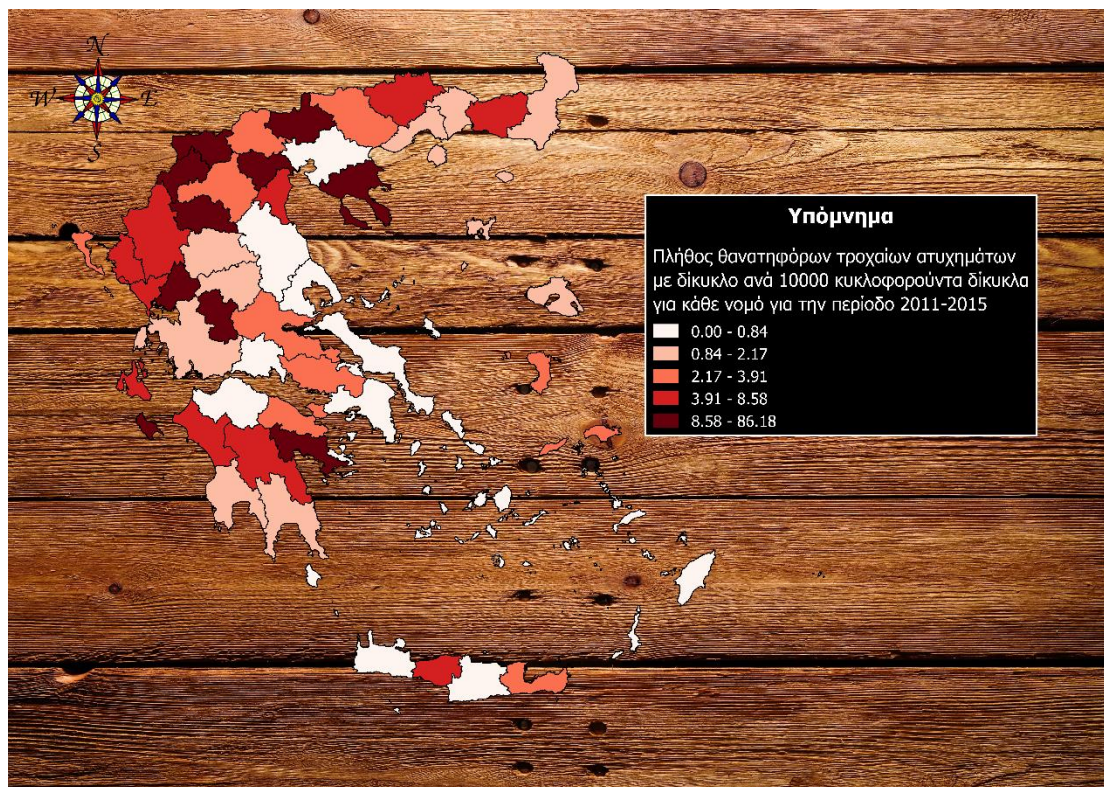 N
W
E
S
Υπόμνημα
Πλήθος θανατηφόρων τροχαίων ατυχημάτων
με δίκυκλο ανά 10000 κυκλοφορούντα δίκυκλα
για κάθε νομό για την περίοδο 2011-2015
0.00 - 0.84
0.84 - 2.17
2.17 - 3.91
3.91 - 8.58
8.58 - 86.18